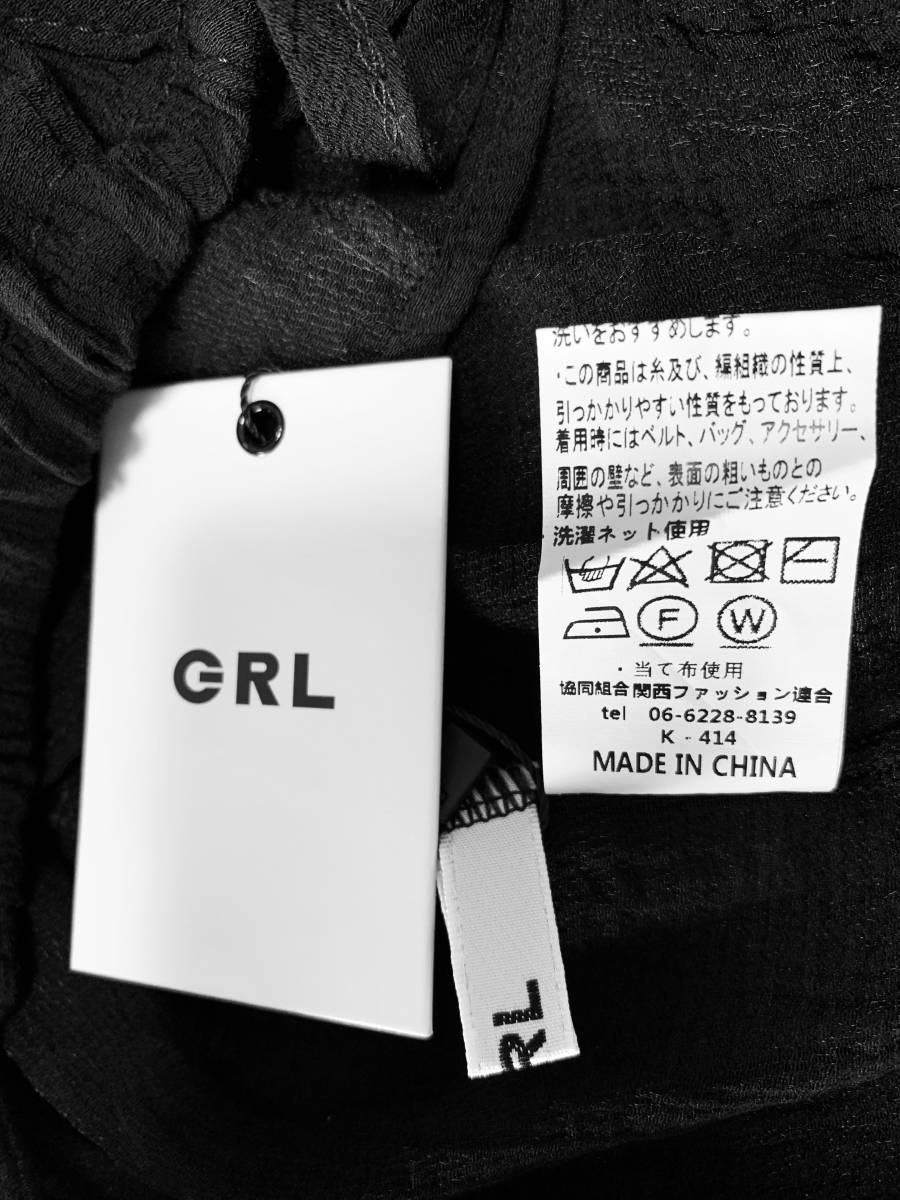 GRL
洗いをおすすめします。
・この商品は糸及び、編組織の性質上、
引っかかりやすい性質をもっております。
着用時にはベルト、バッグ、アクセサリー、
周囲の壁など、表面の粗いものとの
摩擦や引っかかりにご注意ください。
・洗濯ネット使用
F W
・当て布使用
協同組合関西ファッション連合
tel 06-6228-8139
K - 414
MADE IN CHINA
RL